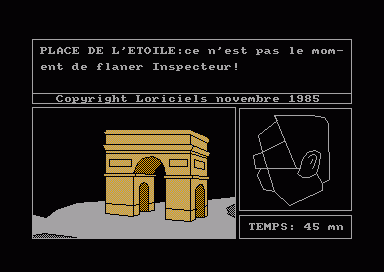 PLACE DE L'ETOILE:ce n'est pas le mom-
ent de flaner Inspecteur!
Copyright Loriciels novembre 1985
TEMPS: 45 mn